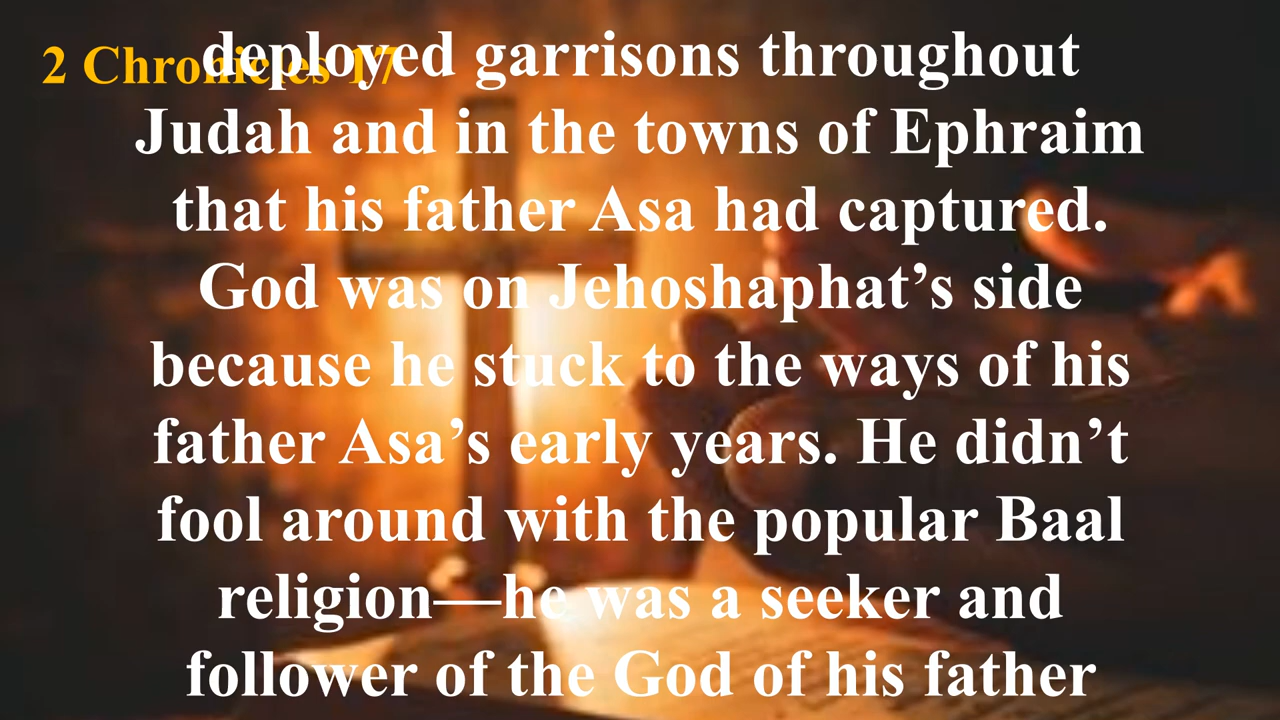 2 Chronicles 17
deployed garrisons throughout
Judah and in the towns of Ephraim
that his father Asa had captured.
God was on Jehoshaphat’s side
because he stuck to the ways of his
father Asa’s early years. He didn’t
fool around with the popular Baal
religion—he was a seeker and
follower of the God of his father